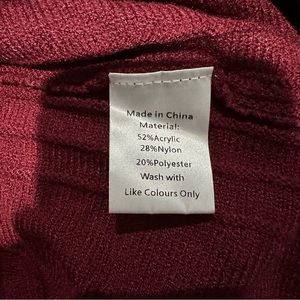 Made in China
Material:
52%Acrylic
28%Nylon
20%Polyester
Wash with
Like Colours Only